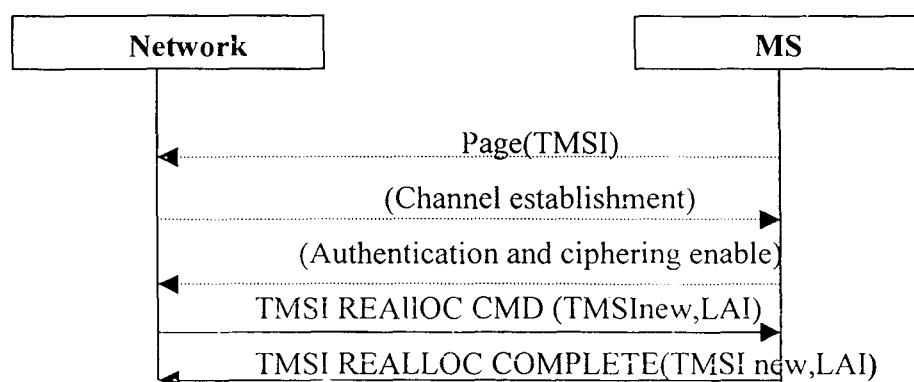 Network
MS
Page(TMSI)
(Channel establishment)
(Authentication and ciphering enable)
TMSI REAllOC CMD (TMSInew,LAI)
TMSI REALLOC COMPLETE(TMSI new,LAI)